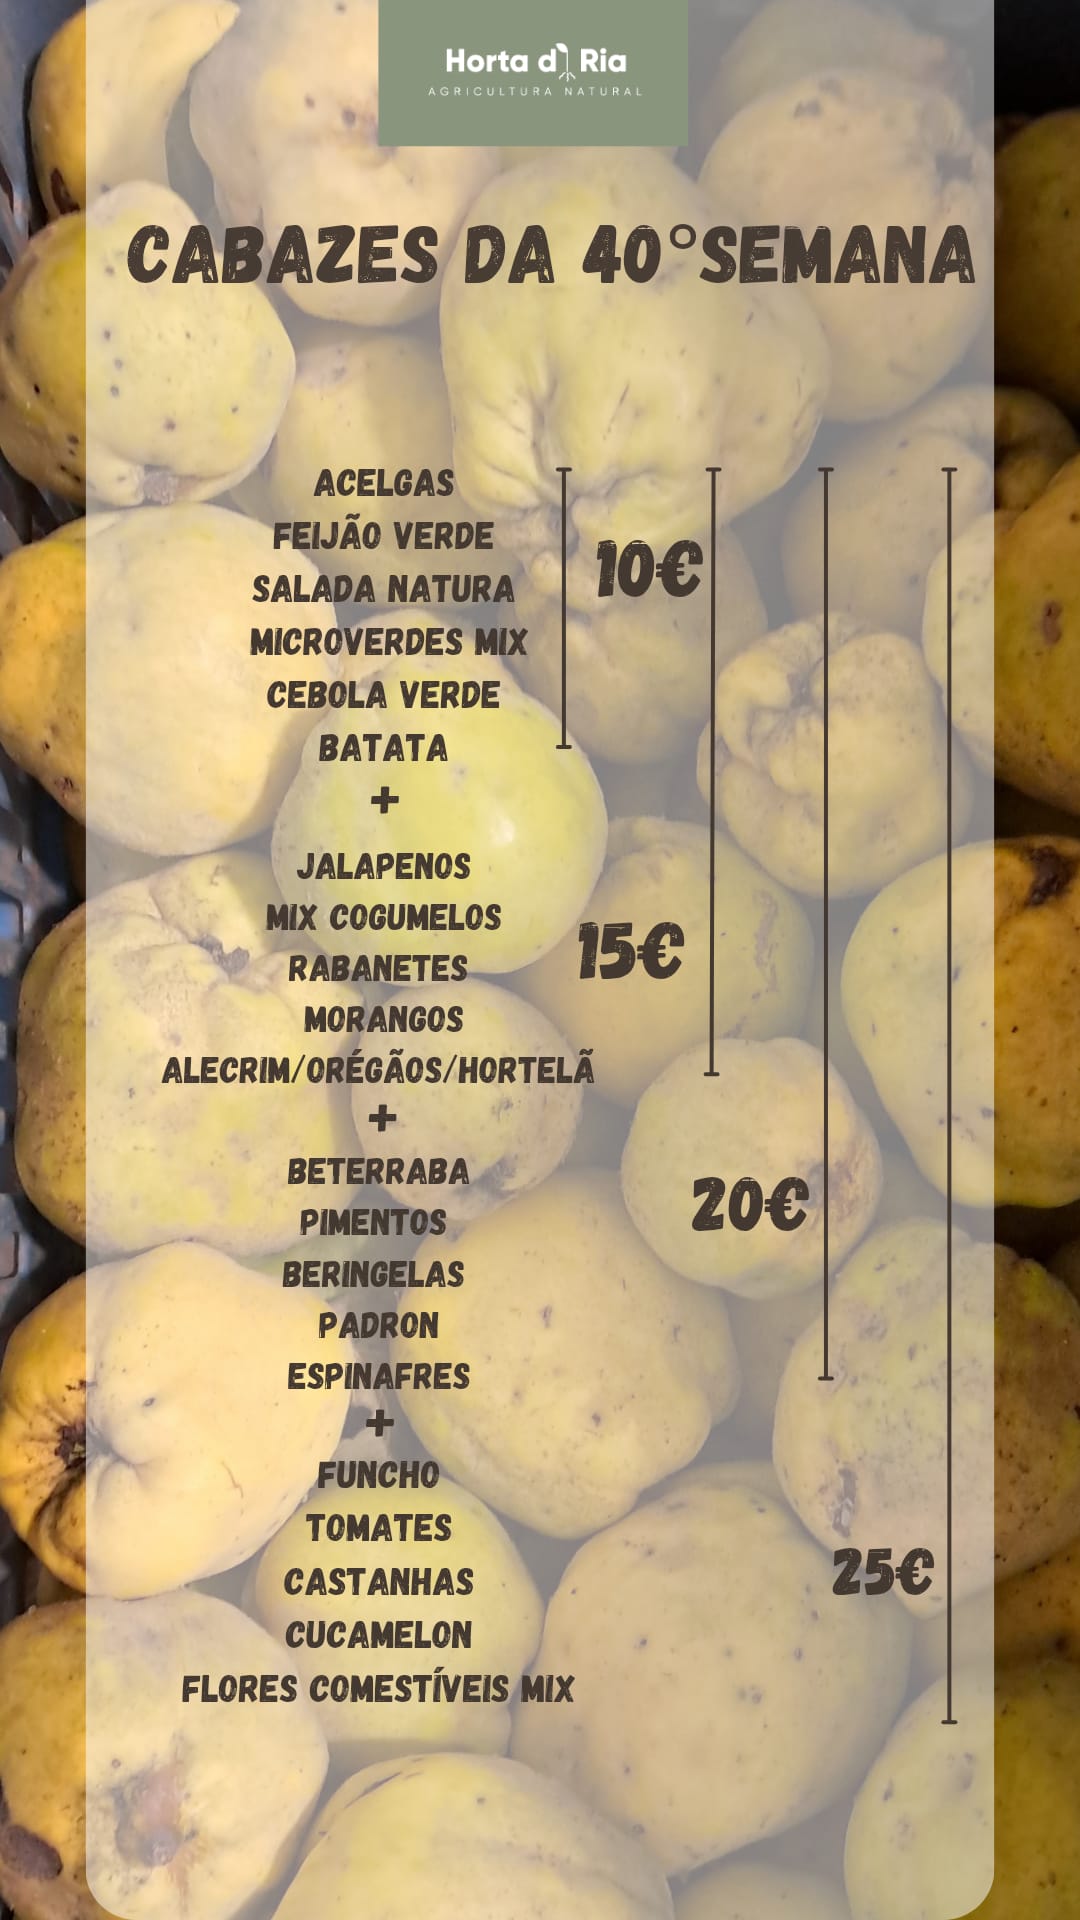 Horta d Ria
AGRICULTURA NATURAL
CABAZES DA 40°SEMANA
ACELGAS
FEIJÃO VERDE
SALADA NATURA
MICROVERDES MIX
CEBOLA VERDE
BATATA
10€
+
JALAPENOS
MIX COGUMELOS
RABANETES
MORANGOS
ALECRIM/ORÉGÃOS/HORTELÃ
15€
+
BETERRABA
PIMENTOS
BERINGELAS
PADRON
ESPINAFRES
20€
+
FUNCHO
TOMATES
CASTANHAS
CUCAMELON
FLORES COMESTÍVEIS MIX
25€